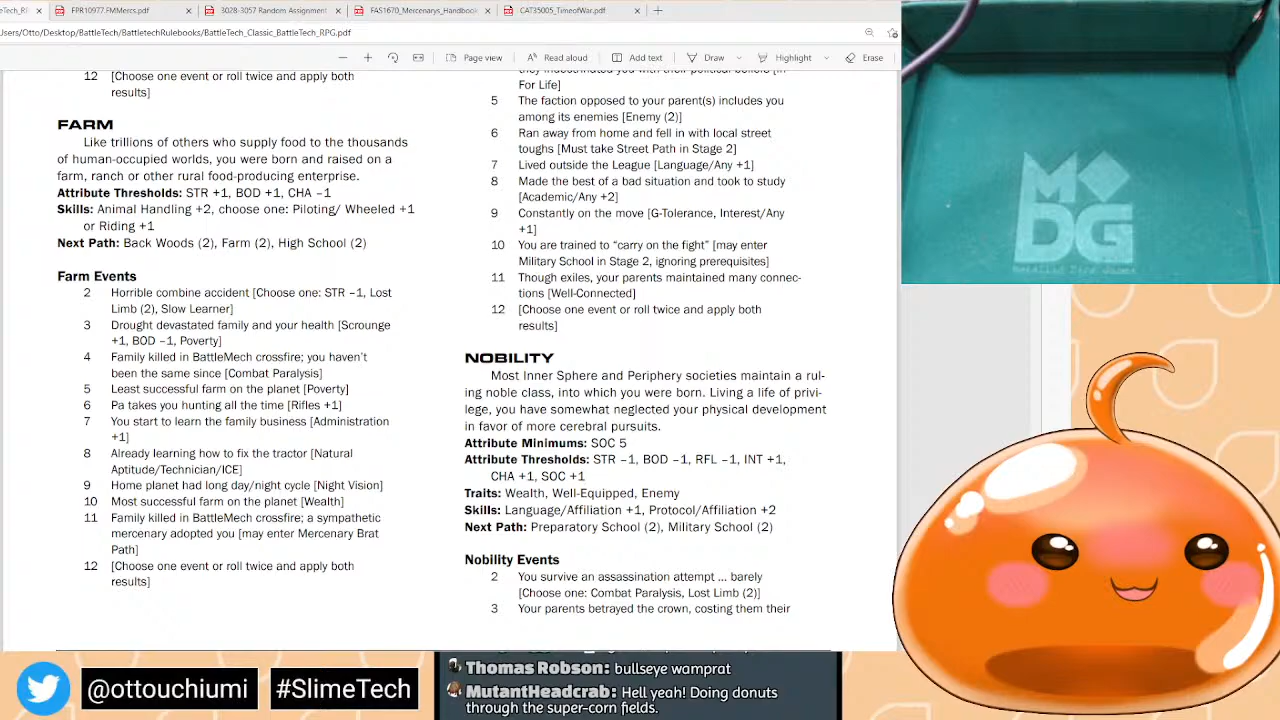 eTech_RP...
FPR10977.FMMercs.pdf
3028-3057 Random Assignment
FAS1670_Mercenarys_Handbook
CAT35005_TimeofWar.pdf
Users/Otto/Desktop/BattleTech/BattletechRulebooks/BattleTech_Classic_BattleTech_RPG.pdf
Page view
Read aloud
Add text
Draw
Highlight
Erase
12 [Choose one event or roll twice and apply both
results]
FARM
Like trillions of others who supply food to the thousands
of human-occupied worlds, you were born and raised on a
farm, ranch or other rural food-producing enterprise.
Attribute Thresholds: STR +1, BOD +1, CHA –1
Skills: Animal Handling +2, choose one: Piloting/ Wheeled +1
or Riding +1
Next Path: Back Woods (2), Farm (2), High School (2)
Farm Events
2 Horrible combine accident [Choose one: STR –1, Lost
Limb (2), Slow Learner]
3 Drought devastated family and your health [Scrounge
+1, BOD –1, Poverty]
4 Family killed in BattleMech crossfire; you haven't
been the same since [Combat Paralysis]
5 Least successful farm on the planet [Poverty]
6 Pa takes you hunting all the time [Rifles +1]
7 You start to learn the family business [Administration
+1]
8 Already learning how to fix the tractor [Natural
Aptitude/Technician/ICE]
9 Home planet had long day/night cycle [Night Vision]
10 Most successful farm on the planet [Wealth]
11 Family killed in BattleMech crossfire; a sympathetic
mercenary adopted you [may enter Mercenary Brat
Path]
12 [Choose one event or roll twice and apply both
results]
they indoctrinated you with their political beliefs [In
For Life]
5 The faction opposed to your parent(s) includes you
among its enemies [Enemy (2)]
6 Ran away from home and fell in with local street
toughs [Must take Street Path in Stage 2]
7 Lived outside the League [Language/Any +1]
8 Made the best of a bad situation and took to study
[Academic/Any +2]
9 Constantly on the move [G-Tolerance, Interest/Any
+1]
10 You are trained to "carry on the fight" [may enter
Military School in Stage 2, ignoring prerequisites]
11 Though exiles, your parents maintained many connec-
tions [Well-Connected]
12 [Choose one event or roll twice and apply both
results]
NOBILITY
Most Inner Sphere and Periphery societies maintain a rul-
ing noble class, into which you were born. Living a life of privi-
lege, you have somewhat neglected your physical development
in favor of more cerebral pursuits.
Attribute Minimums: SOC 5
Attribute Thresholds: STR –1, BOD –1, RFL –1, INT +1,
CHA +1, SOC +1
Traits: Wealth, Well-Equipped, Enemy
Skills: Language/Affiliation +1, Protocol/Affiliation +2
Next Path: Preparatory School (2), Military School (2)
Nobility Events
2 You survive an assassination attempt ... barely
[Choose one: Combat Paralysis, Lost Limb (2)]
3 Your parents betrayed the crown, costing them their
MDG
Metallic Dice Games
@ottouchiumi
#SlimeTech
Thomas Robson: bullseye wamprat
MutantHeadcrab: Hell yeah! Doing donuts
through the super-corn fields.